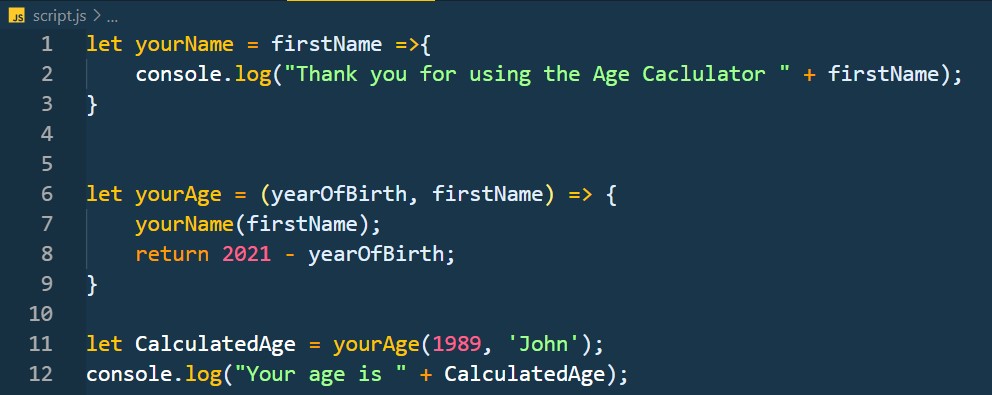 JS script.js > ...
1 let yourName = firstName =>{
2     console.log("Thank you for using the Age Caclulator " + firstName);
3 }
4
5
6 let yourAge = (yearOfBirth, firstName) => {
7     yourName(firstName);
8     return 2021 - yearOfBirth;
9 }
10
11 let CalculatedAge = yourAge(1989, 'John');
12 console.log("Your age is " + CalculatedAge);